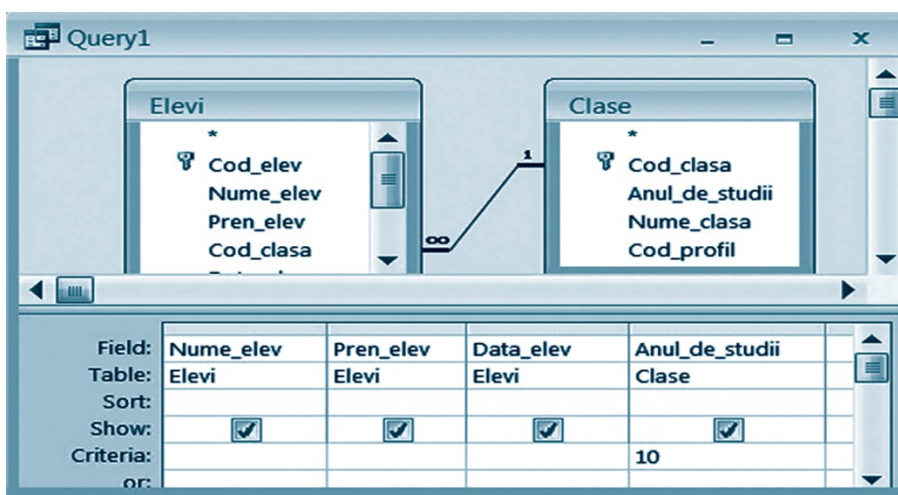 Query1
Elevi
*
Cod_elev
Nume_elev
Pren_elev
Cod_clasa
∞
1
Clase
*
Cod_clasa
Anul_de_studii
Nume_clasa
Cod_profil
Field: Nume_elev Pren_elev Data_elev Anul_de_studii
Table: Elevi Elevi Elevi Clase
Sort:
Show:
Criteria: 10
or: